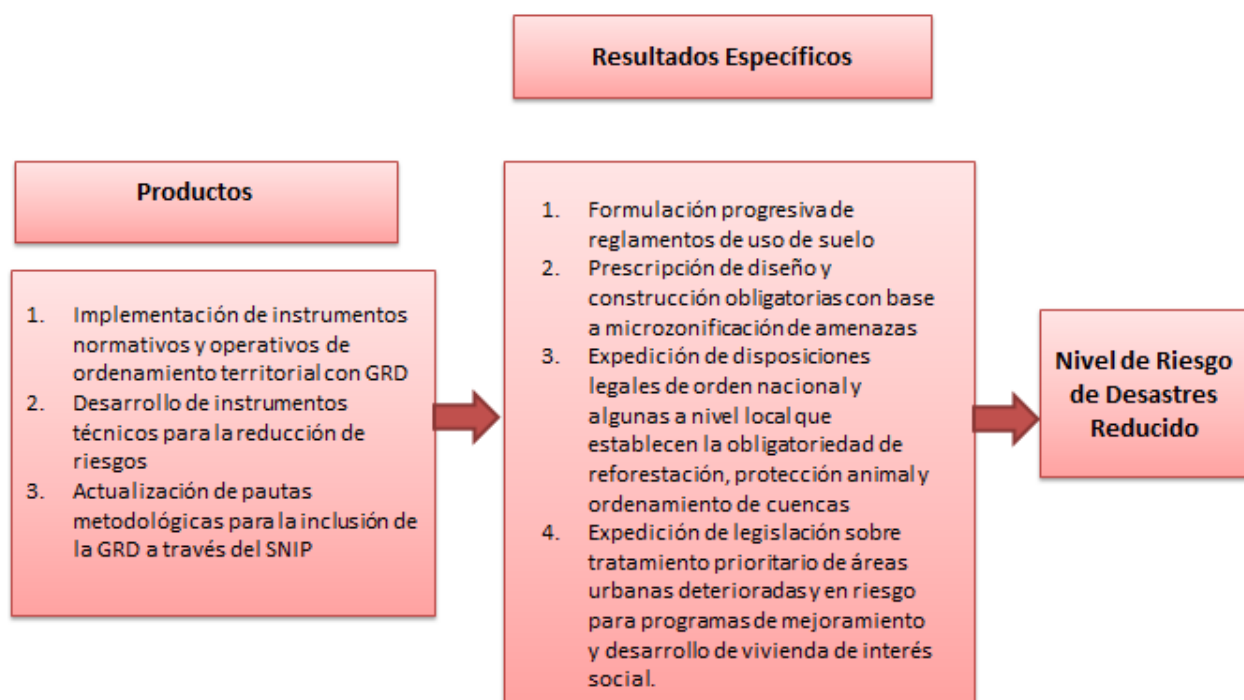 Resultados Específicos
Productos
1. Implementación de instrumentos
normativos y operativos de
ordenamiento territorial con GRD
2. Desarrollo de instrumentos
técnicos para la reducción de
riesgos
3. Actualización de pautas
metodológicas para la inclusión de
la GRD a través del SNIP
1. Formulación progresiva de
reglamentos de uso de suelo
2. Prescripción de diseño y
construcción obligatorias con base
a microzonificación de amenazas
3. Expedición de disposiciones
legales de orden nacional y
algunas a nivel local que
establecen la obligatoriedad de
reforestación, protección animal y
ordenamiento de cuencas
4. Expedición de legislación sobre
tratamiento prioritario de áreas
urbanas deterioradas y en riesgo
para programas de mejoramiento
y desarrollo de vivienda de interés
social.
Nivel de Riesgo
de Desastres
Reducido